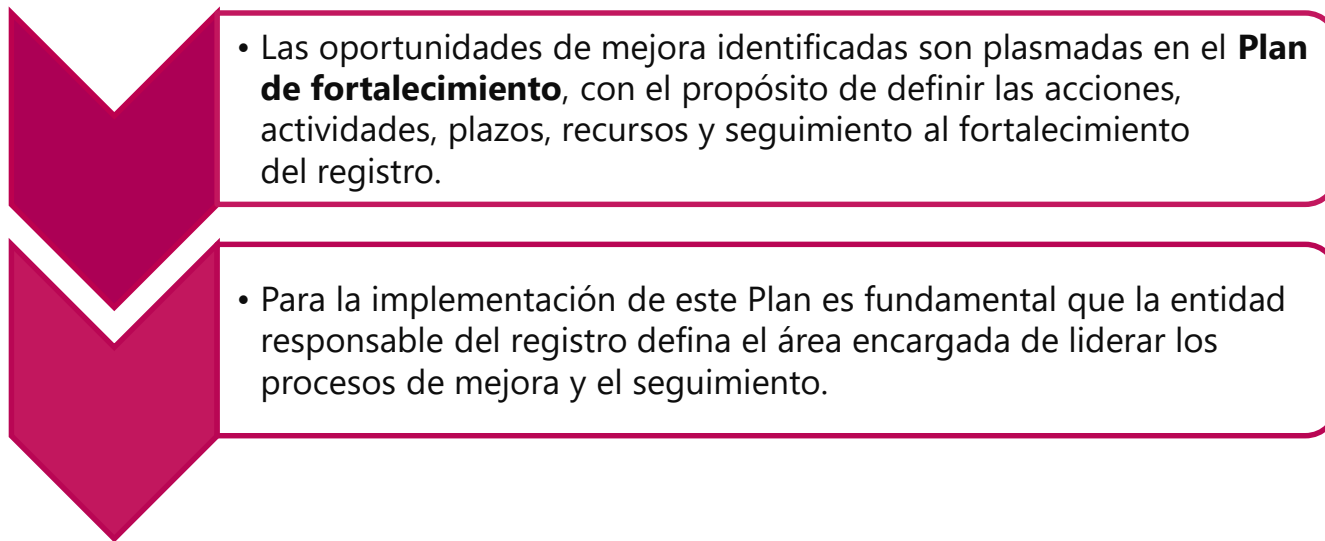 • Las oportunidades de mejora identificadas son plasmadas en el Plan
de fortalecimiento, con el propósito de definir las acciones,
actividades, plazos, recursos y seguimiento al fortalecimiento
del registro.
• Para la implementación de este Plan es fundamental que la entidad
responsable del registro defina el área encargada de liderar los
procesos de mejora y el seguimiento.